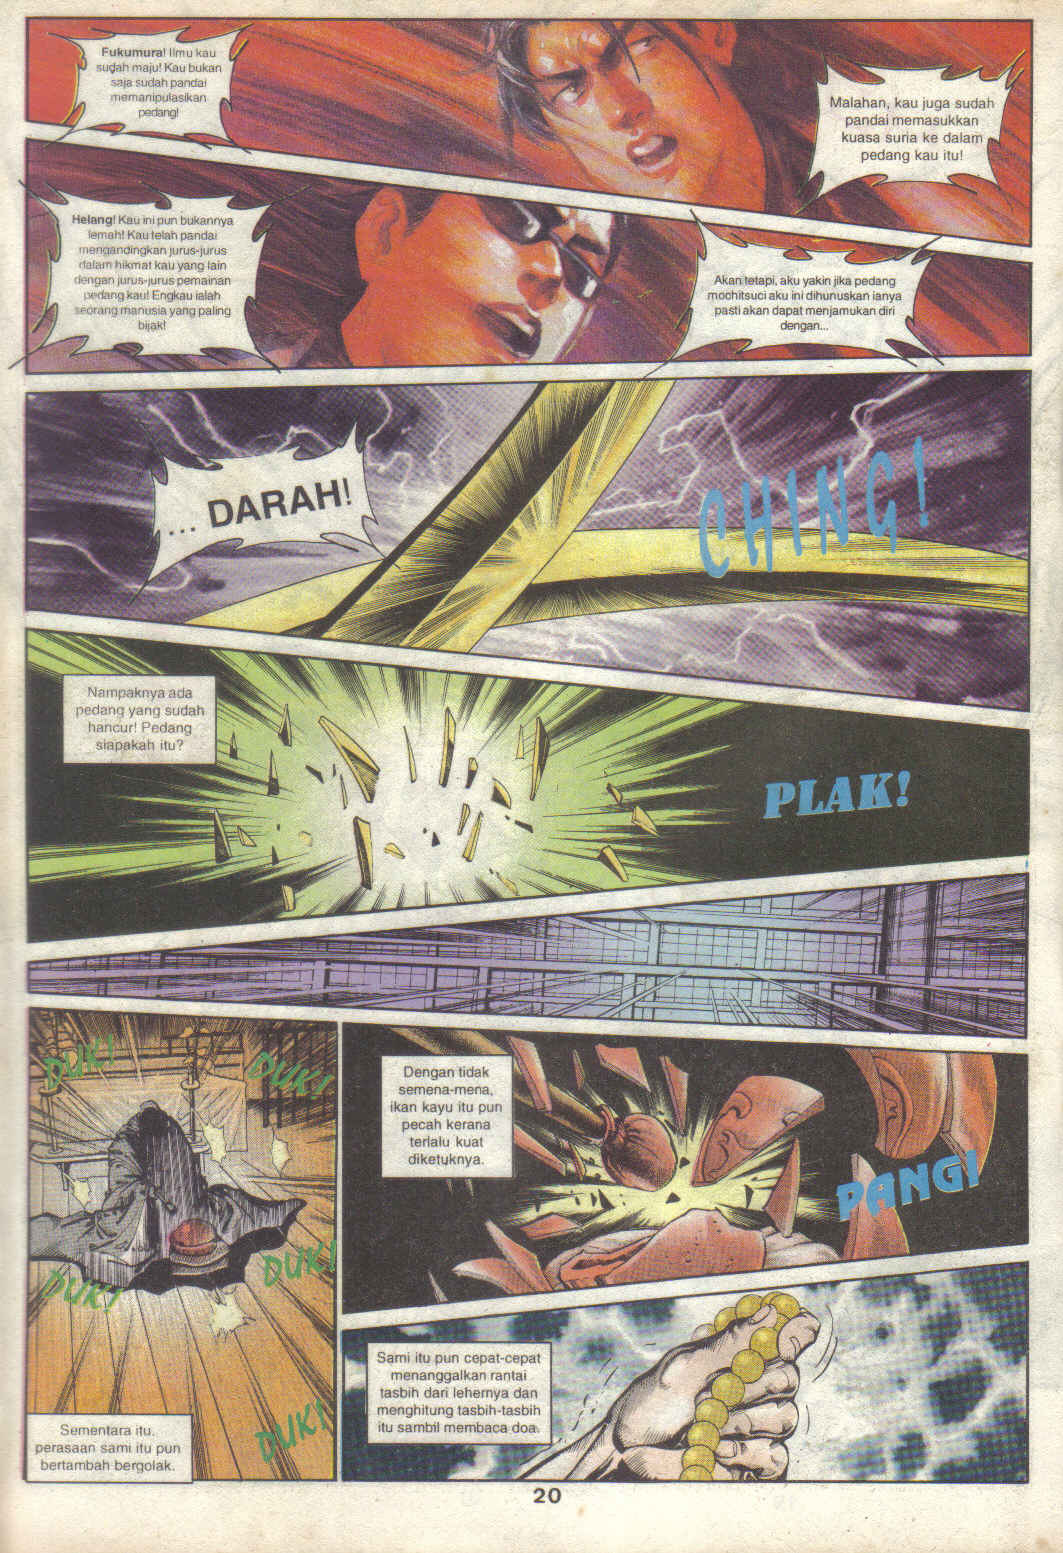 Fukumura! Ilmu kau
sudah maju! Kau bukan
saja sudah pandai
memanipulasikan
pedang!
Malahan, kau juga sudah
pandai memasukkan
kuasa suria ke dalam
pedang kau itu!
Helang! Kau ini pun bukannya
lemah! Kau telah pandai
mengandingkan jurus-jurus
dalam hikmat kau yang lain
dengan jurus-jurus pemainan
pedang kau! Engkau ialah
seorang manusia yang paling
bijak!
Akan tetapi, aku yakin jika pedang
mochitsuci aku ini dihunuskan ianya
pasti akan dapat menjamukan diri
dengan...
... DARAH!
CHING!
Nampaknya ada
pedang yang sudah
hancur! Pedang
siapakah itu?
PLAK!
DUK!
DUK!
DUK!
DUK!
DUK!
Sementara itu,
perasaan sami itu pun
bertambah bergolak.
Dengan tidak
semena-mena,
ikan kayu itu pun
pecah kerana
terlalu kuat
diketuknya.
PANG!
Sami itu pun cepat-cepat
menanggalkan rantai
tasbih dari lehernya dan
menghitung tasbih-tasbih
itu sambil membaca doa.
20